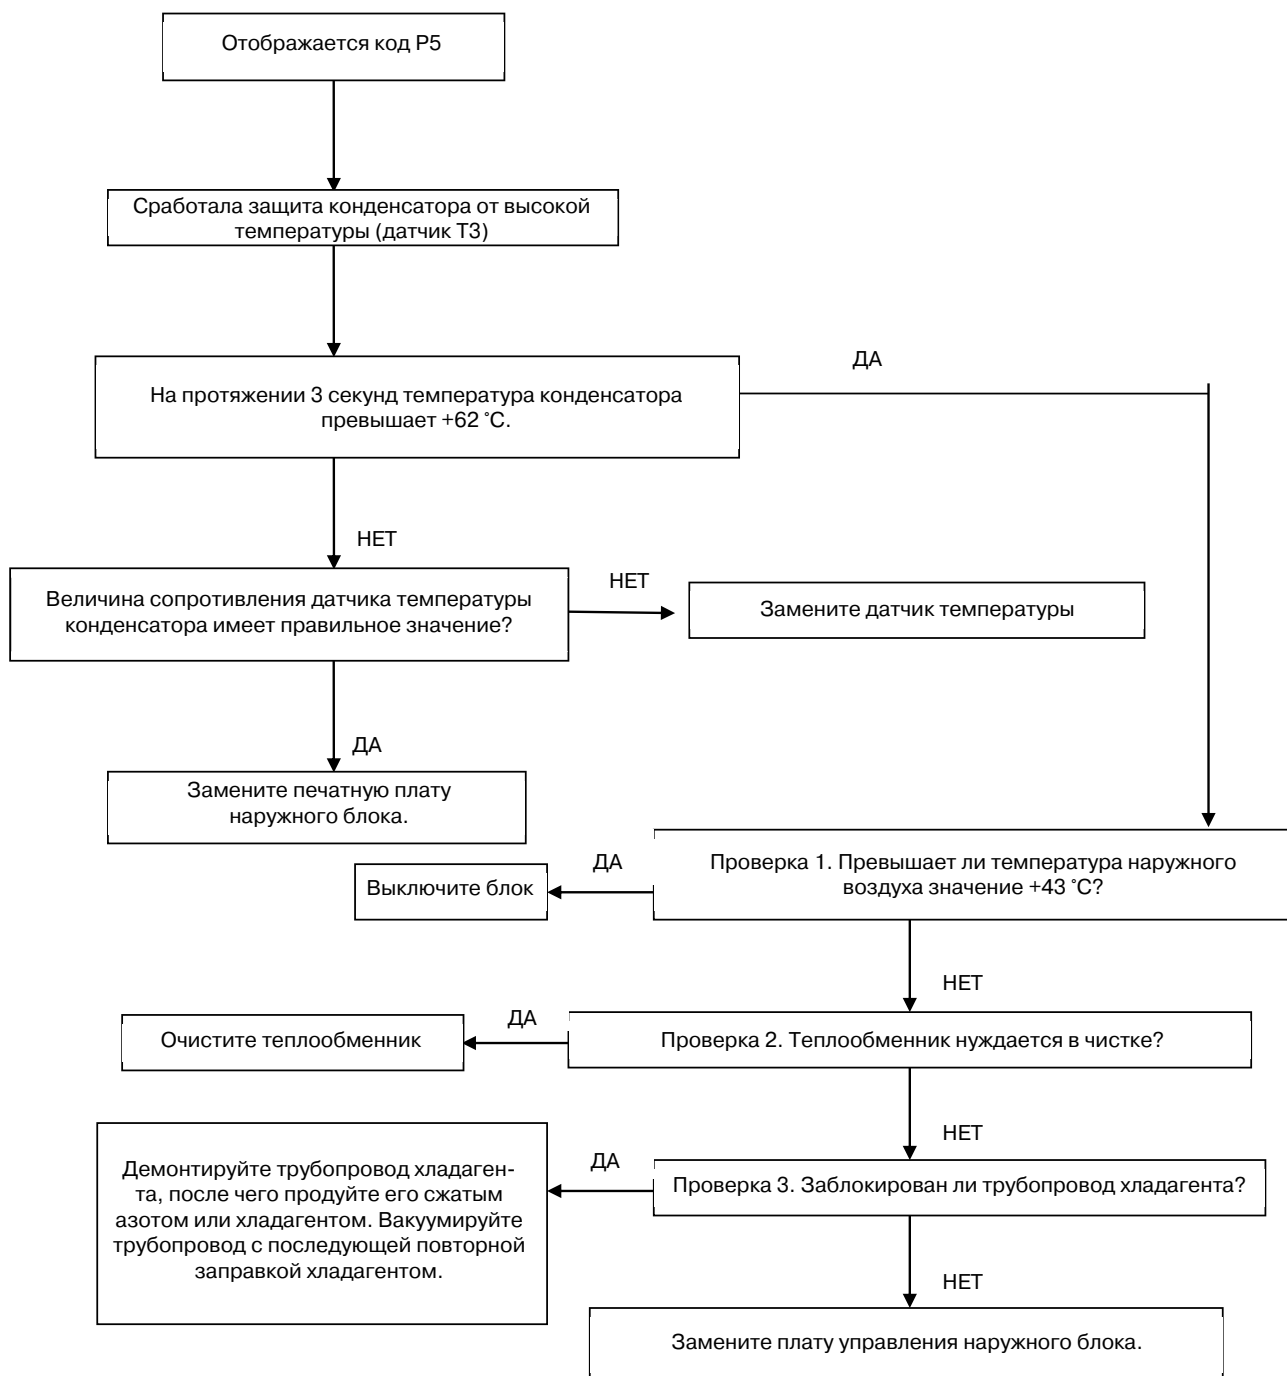 Отображается код P5
Сработала защита конденсатора от высокой
температуры (датчик T3)
ДА
На протяжении 3 секунд температура конденсатора
превышает +62 °C.
НЕТ
НЕТ
Величина сопротивления датчика температуры
конденсатора имеет правильное значение?
Замените датчик температуры
ДА
Замените печатную плату
наружного блока.
ДА
Проверка 1. Превышает ли температура наружного
воздуха значение +43 °C?
Выключите блок
НЕТ
ДА
Проверка 2. Теплообменник нуждается в чистке?
Очистите теплообменник
НЕТ
ДА
Проверка 3. Заблокирован ли трубопровод хладагента?
Демонтируйте трубопровод хладаген-
та, после чего продуйте его сжатым
азотом или хладагентом. Вакуумируйте
трубопровод с последующей повторной
заправкой хладагентом.
НЕТ
Замените плату управления наружного блока.